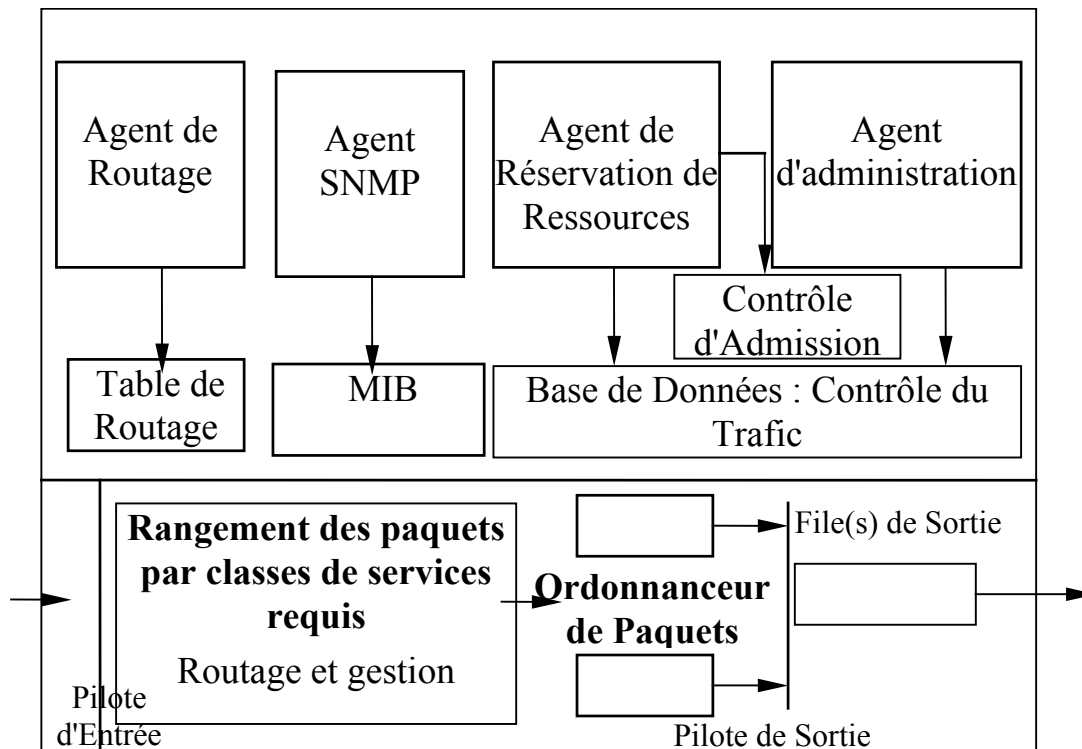 Agent de
Routage
Agent
SNMP
Agent de
Réservation de
Ressources
Agent
d'administration
Contrôle
d'Admission
Table de
Routage
MIB
Base de Données : Contrôle du
Trafic
Rangement des paquets
par classes de services
requis
Routage et gestion
Pilote
d'Entrée
Ordonnanceur
de Paquets
File(s) de Sortie
Pilote de Sortie